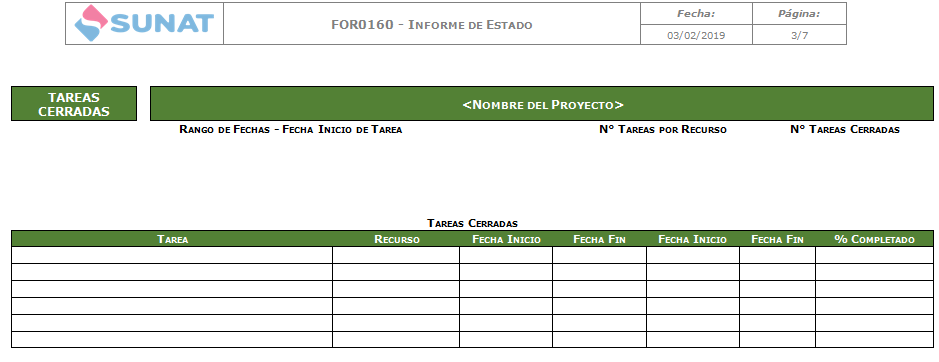 SUNAT
FOR0160 - INFORME DE ESTADO
Fecha:
Página:
03/02/2019
3/7
TAREAS
CERRADAS
<NOMBRE DEL PROYECTO>
RANGO DE FECHAS - FECHA INICIO DE TAREA
N° TAREAS POR RECURSO
N° TAREAS CERRADAS
TAREAS CERRADAS
TAREA RECURSO FECHA INICIO FECHA FIN FECHA INICIO FECHA FIN % COMPLETADO